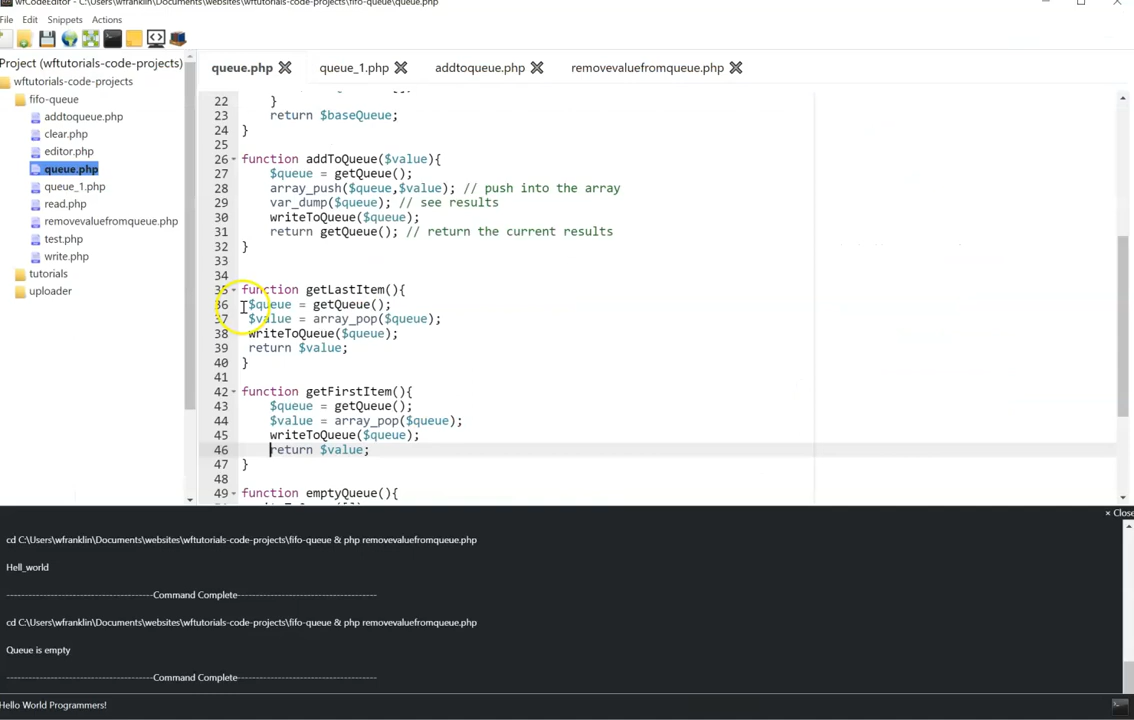 wfCodeEditor - C:\Users\wfranklin\Documents\websites\wftutorials-code-projects\fifo-queue\queue.php
File Edit Snippets Actions
Project (wftutorials-code-projects)
wftutorials-code-projects
fifo-queue
addtoqueue.php
clear.php
editor.php
queue.php
queue_1.php
read.php
removevaluefromqueue.php
test.php
write.php
tutorials
uploader
queue.php queue_1.php addtoqueue.php removevaluefromqueue.php
22 }
23 return $baseQueue;
24 }
25
26 function addToQueue($value){
27 $queue = getQueue();
28 array_push($queue,$value); // push into the array
29 var_dump($queue); // see results
30 writeToQueue($queue);
31 return getQueue(); // return the current results
32 }
33
34
35 function getLastItem(){
36 $queue = getQueue();
37 $value = array_pop($queue);
38 writeToQueue($queue);
39 return $value;
40 }
41
42 function getFirstItem(){
43 $queue = getQueue();
44 $value = array_pop($queue);
45 writeToQueue($queue);
46 return $value;
47 }
48
49 function emptyQueue(){
× Close
cd C:\Users\wfranklin\Documents\websites\wftutorials-code-projects\fifo-queue & php removevaluefromqueue.php
Hell_world
----------------------------------------Command Complete--------------------------------------
cd C:\Users\wfranklin\Documents\websites\wftutorials-code-projects\fifo-queue & php removevaluefromqueue.php
Queue is empty
----------------------------------------Command Complete--------------------------------------
Hello World Programmers!